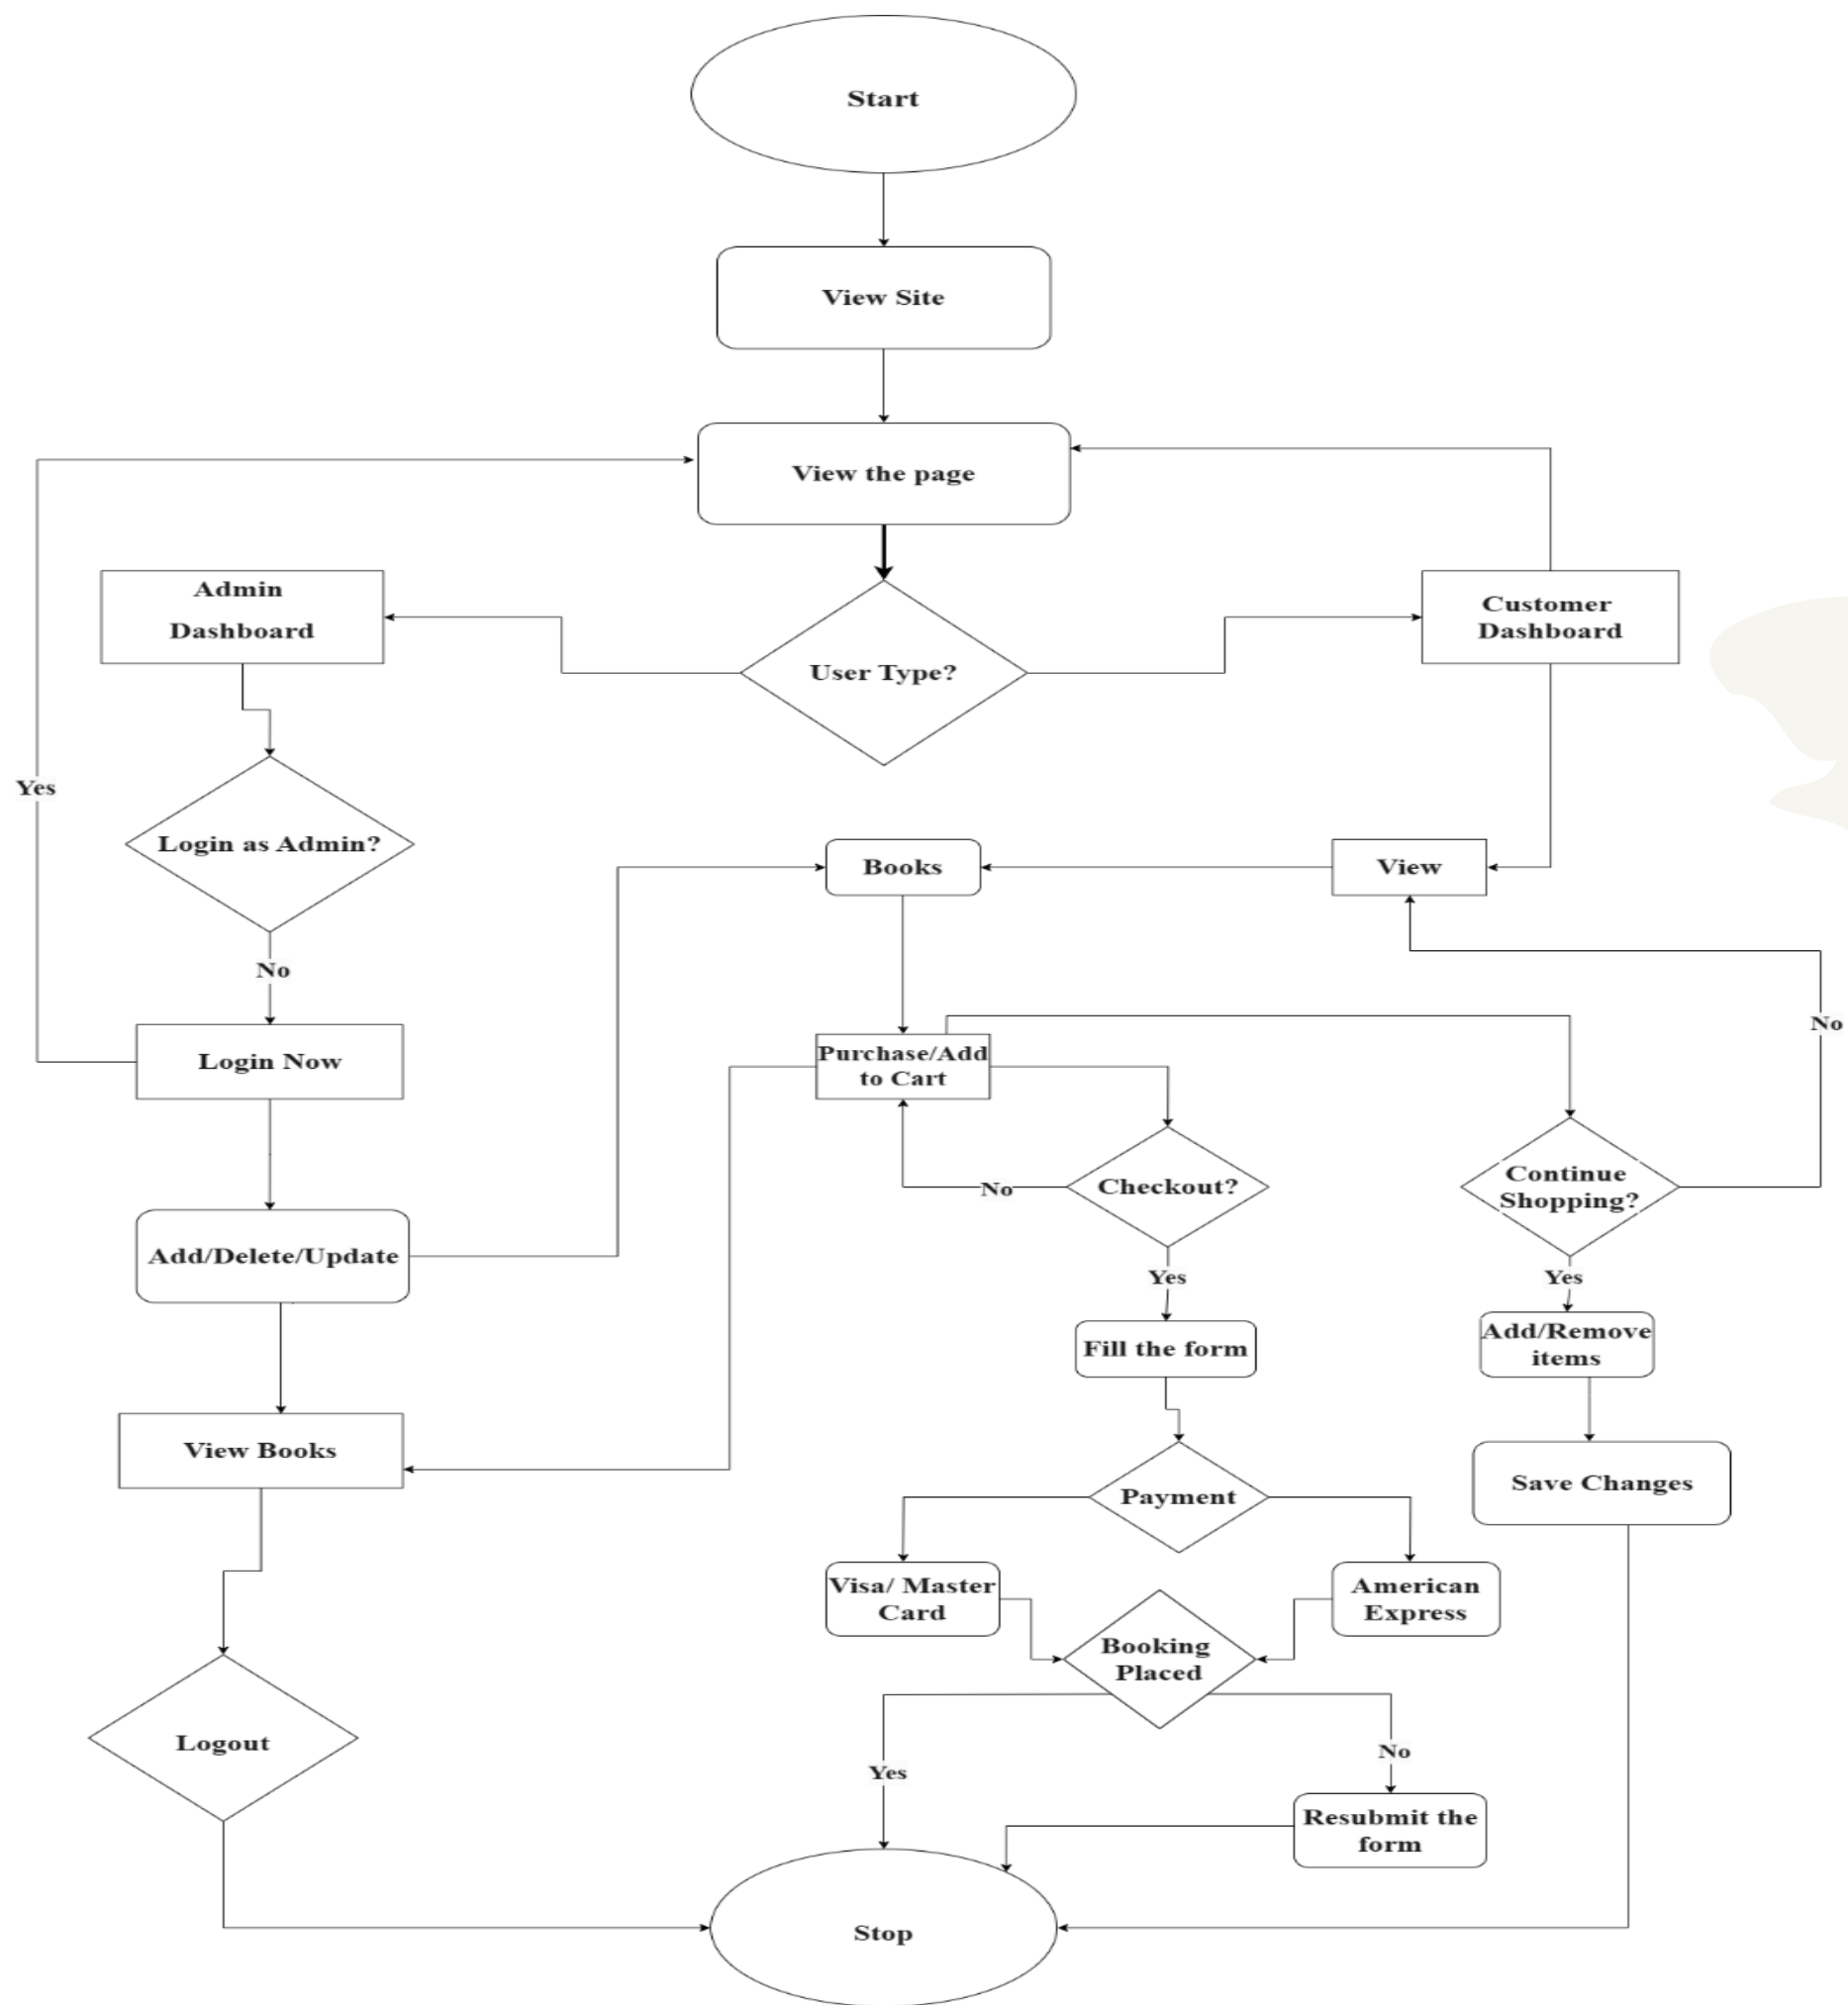 Start
View Site
View the page
Admin
Dashboard
User Type?
Customer
Dashboard
Yes
Login as Admin?
Books
View
No
No
Login Now
Purchase/Add
to Cart
No
Checkout?
Continue
Shopping?
Add/Delete/Update
Yes
Yes
Fill the form
Add/Remove
items
View Books
Payment
Save Changes
Visa/ Master
Card
American
Express
Booking
Placed
Logout
Yes
No
Resubmit the
form
Stop